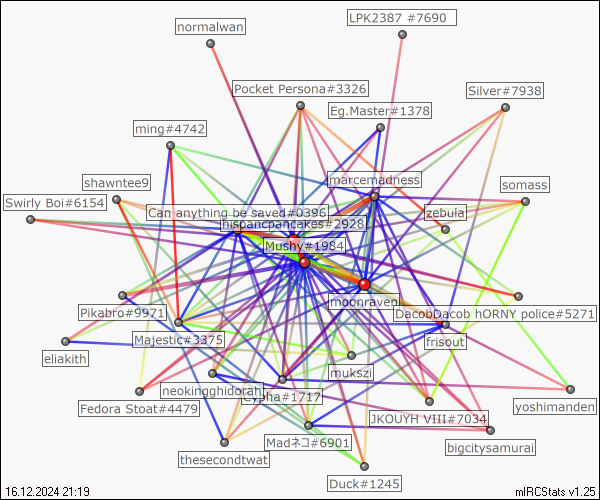 LPK2387 #7690
normalwan
Pocket Persona#3326
Silver#7938
Eg.Master#1378
ming#4742
marcemadness
shawntee9
somass
Swirly Boi#6154
Can anything be saved#0396
zebula
hispancpancakes#2928
Mushy#1984
moonraven
Pikabro#9971
DacobDacob hORNY police#5271
Majestic#3375
frisout
eliakith
mukszi
neokingghidorah
Cypha#1717
Fedora Stoat#4479
yoshimanden
JKOUYH VIII#7034
Madネコ#6901
bigcitysamurai
thesecondtwat
Duck#1245
16.12.2024 21:19
mIRCStats v1.25